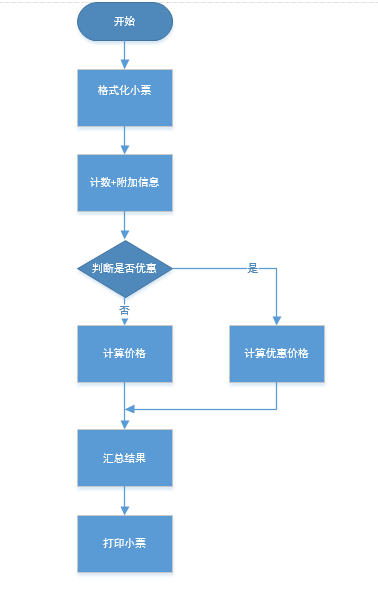 开始
格式化小票
计数+附加信息
判断是否优惠
是
否
计算价格
计算优惠价格
汇总结果
打印小票